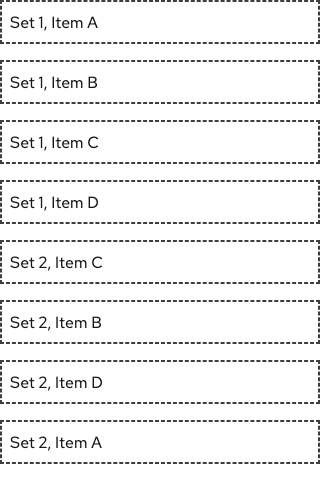 Set 1, Item A
Set 1, Item B
Set 1, Item C
Set 1, Item D
Set 2, Item C
Set 2, Item B
Set 2, Item D
Set 2, Item A